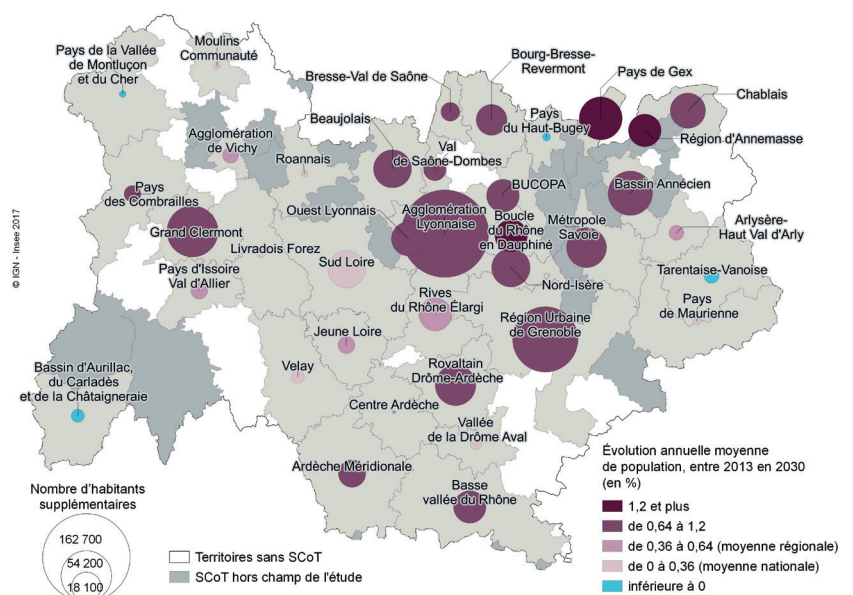 Pays de la Vallée
de Montluçon
et du Cher
Moulins
Communauté
Bresse-Val de Saône
Bourg-Bresse-
Revermont
Pays de Gex
Chablais
Beaujolais
Pays
du Haut-Bugey
Région d'Annemasse
Agglomération
de Vichy
Roannais
Val
de Saône-Dombes
Pays
des Combrailles
BUCOPA
Bassin Annécien
Ouest Lyonnais
Agglomération
Lyonnaise
Boucle
du Rhône
en Dauphiné
Métropole
Savoie
Arlysère-
Haut Val d'Arly
Grand Clermont
Livradois Forez
Sud Loire
Pays d'Issoire
Val d'Allier
Nord-Isère
Tarentaise-Vanoise
Rives
du Rhône Élargi
Région Urbaine
de Grenoble
Pays
de Maurienne
Jeune Loire
Bassin d'Aurillac,
du Carladès
et de la Châtaigneraie
Velay
Rovaltain
Drôme-Ardèche
Centre Ardèche
Vallée
de la Drôme Aval
Ardèche Méridionale
Basse
vallée du Rhône
© IGN - Insee 2017
Nombre d'habitants
supplémentaires
162 700
54 200
18 100
Territoires sans SCoT
SCoT hors champ de l'étude
Évolution annuelle moyenne
de population, entre 2013 en 2030
(en %)
1,2 et plus
de 0,64 à 1,2
de 0,36 à 0,64 (moyenne régionale)
de 0 à 0,36 (moyenne nationale)
inférieure à 0